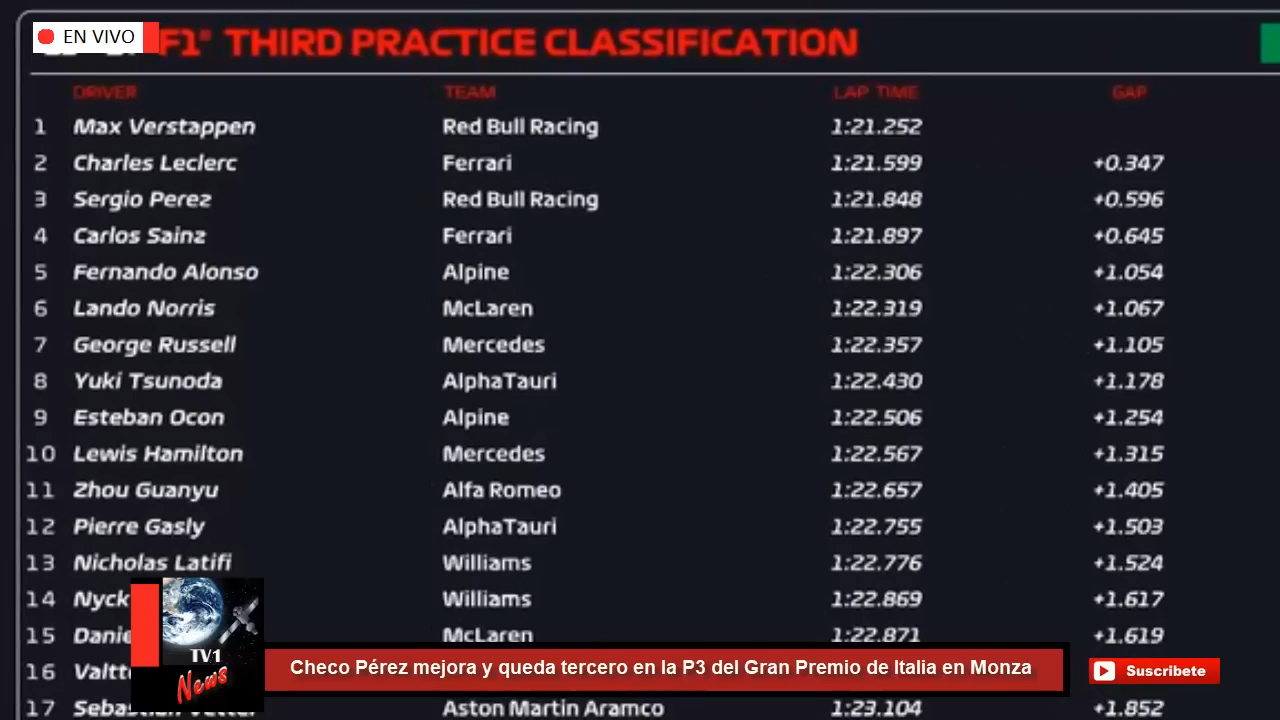 EN VIVO
F1® THIRD PRACTICE CLASSIFICATION
DRIVER TEAM LAP TIME GAP
1 Max Verstappen Red Bull Racing 1:21.252
2 Charles Leclerc Ferrari 1:21.599 +0.347
3 Sergio Perez Red Bull Racing 1:21.848 +0.596
4 Carlos Sainz Ferrari 1:21.897 +0.645
5 Fernando Alonso Alpine 1:22.306 +1.054
6 Lando Norris McLaren 1:22.319 +1.067
7 George Russell Mercedes 1:22.357 +1.105
8 Yuki Tsunoda AlphaTauri 1:22.430 +1.178
9 Esteban Ocon Alpine 1:22.506 +1.254
10 Lewis Hamilton Mercedes 1:22.567 +1.315
11 Zhou Guanyu Alfa Romeo 1:22.657 +1.405
12 Pierre Gasly AlphaTauri 1:22.755 +1.503
13 Nicholas Latifi Williams 1:22.776 +1.524
14 Nyck Williams 1:22.869 +1.617
15 Danie McLaren 1:22.871 +1.619
16 Valtt
17 Sebastian Vettel Aston Martin Aramco 1:23.104 +1.852
TV1
News
Checo Pérez mejora y queda tercero en la P3 del Gran Premio de Italia en Monza
Suscribete